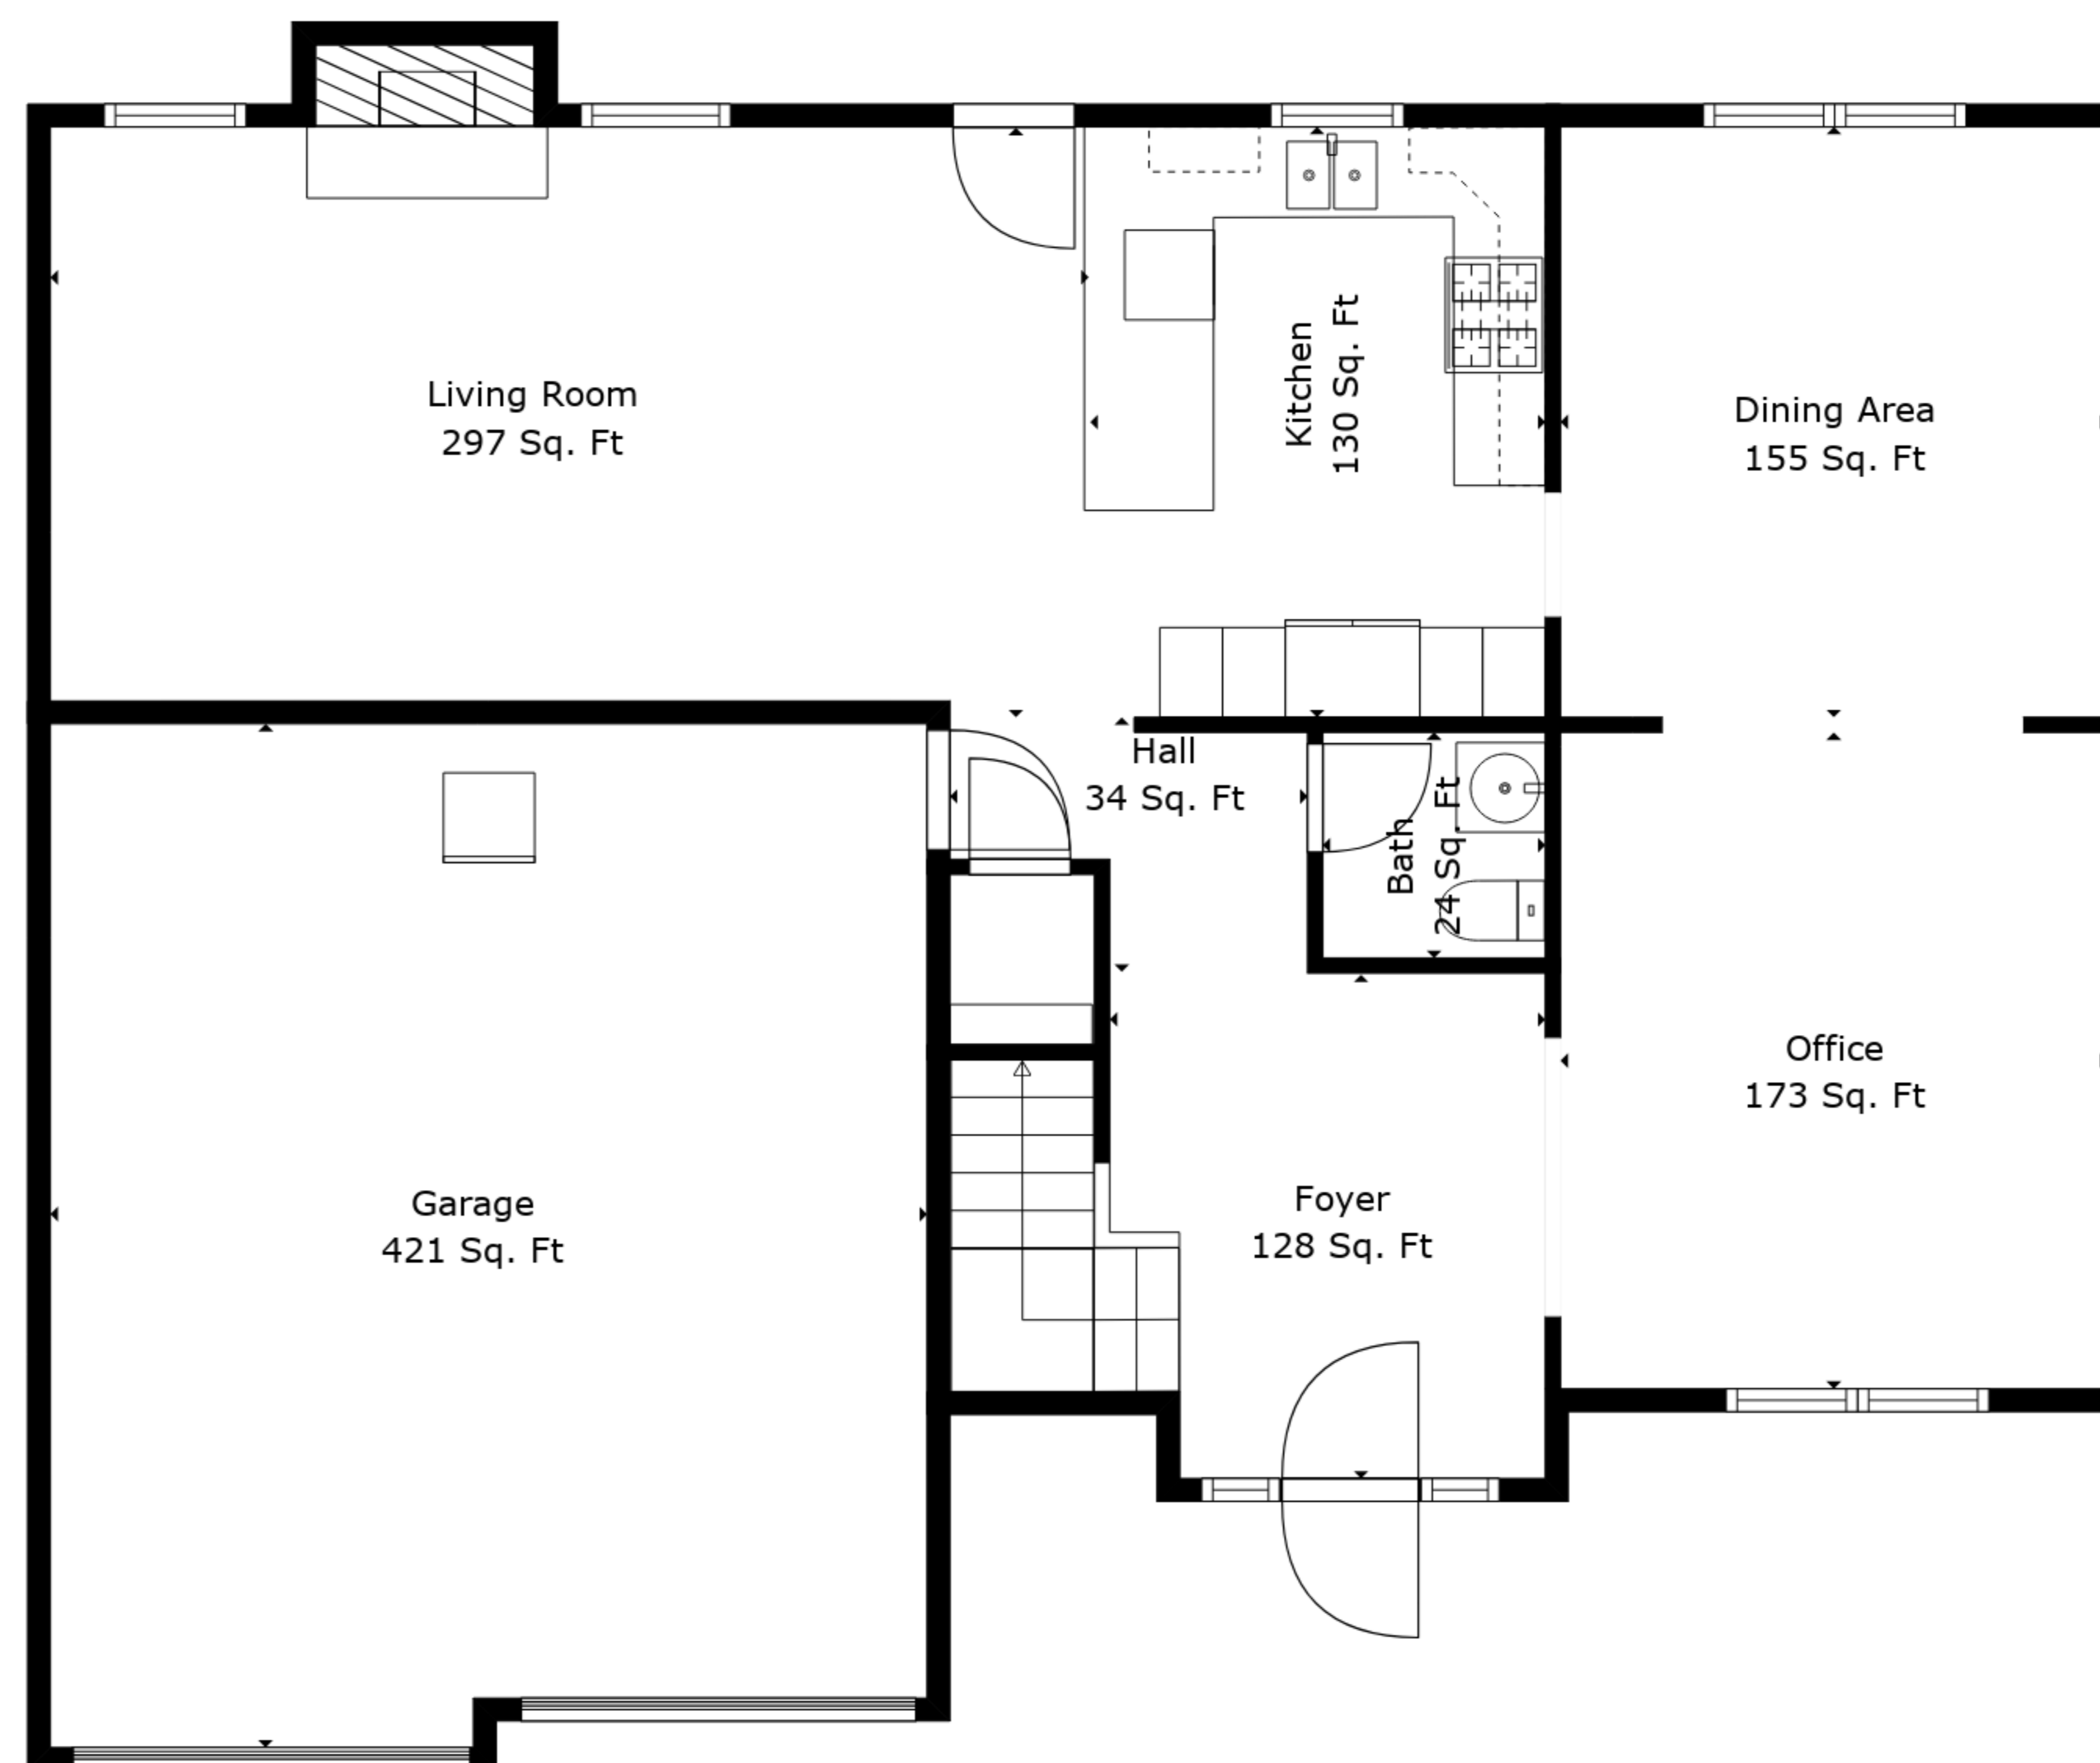 Living Room
297 Sq. Ft
Kitchen
130 Sq. Ft
Dining Area
155 Sq. Ft
Hall
34 Sq. Ft
Bath
24 Sq. Ft
Office
173 Sq. Ft
Garage
421 Sq. Ft
Foyer
128 Sq. Ft